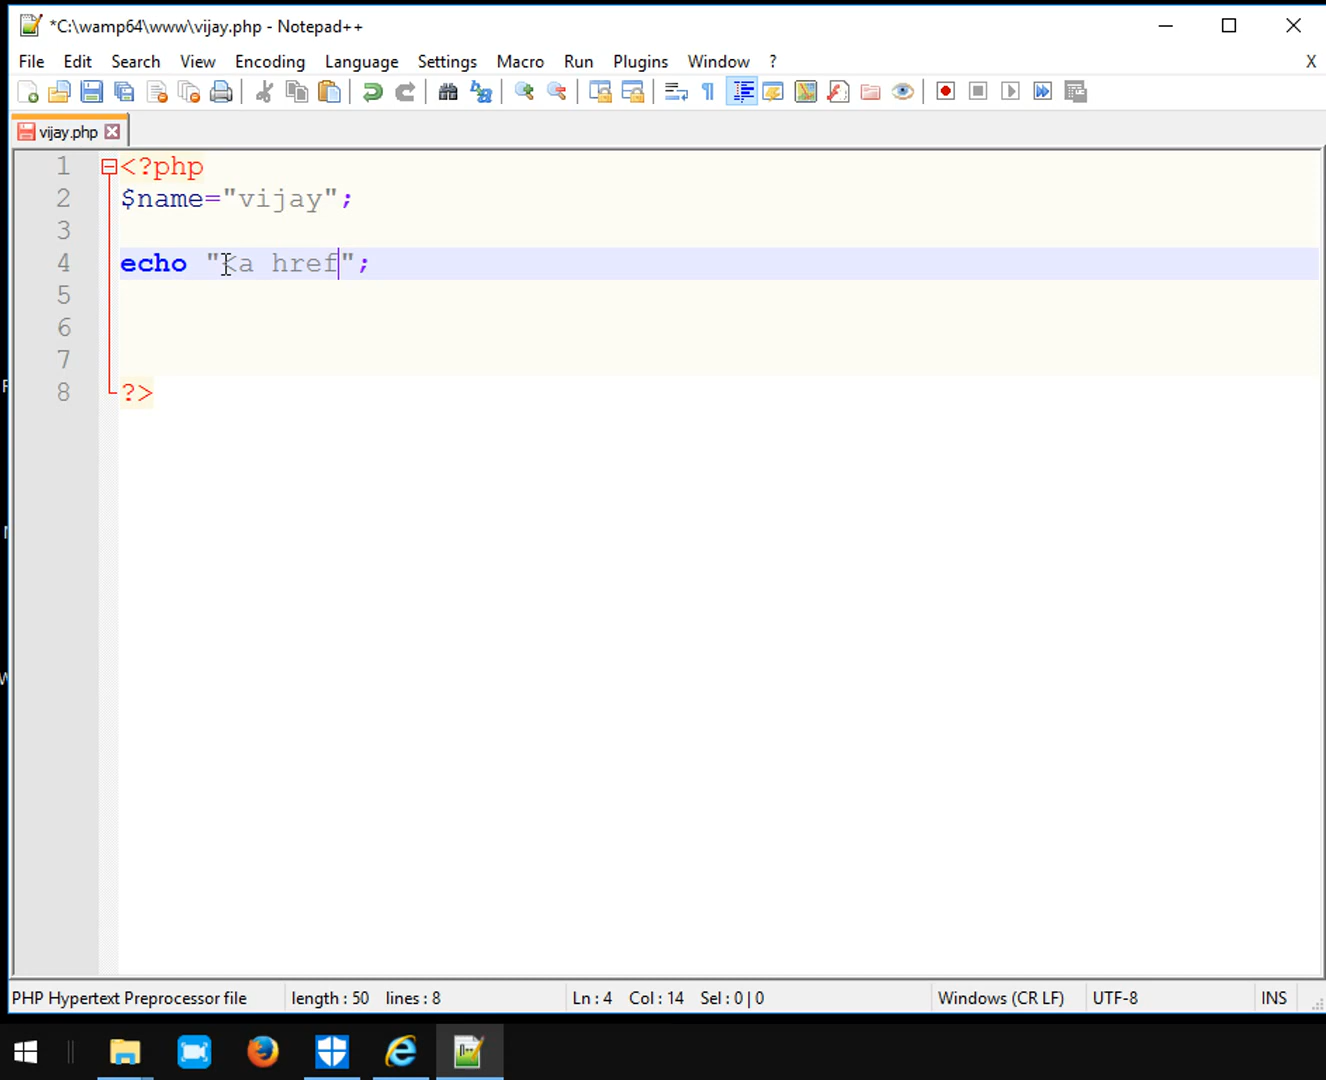 *C:\wamp64\www\vijay.php - Notepad++
File Edit Search View Encoding Language Settings Macro Run Plugins Window ? X
vijay.php
1 <?php
2 $name="vijay";
3
4 echo "<a href";
5
6
7
8 ?>
PHP Hypertext Preprocessor file length : 50 lines : 8 Ln : 4 Col : 14 Sel : 0 | 0 Windows (CR LF) UTF-8 INS